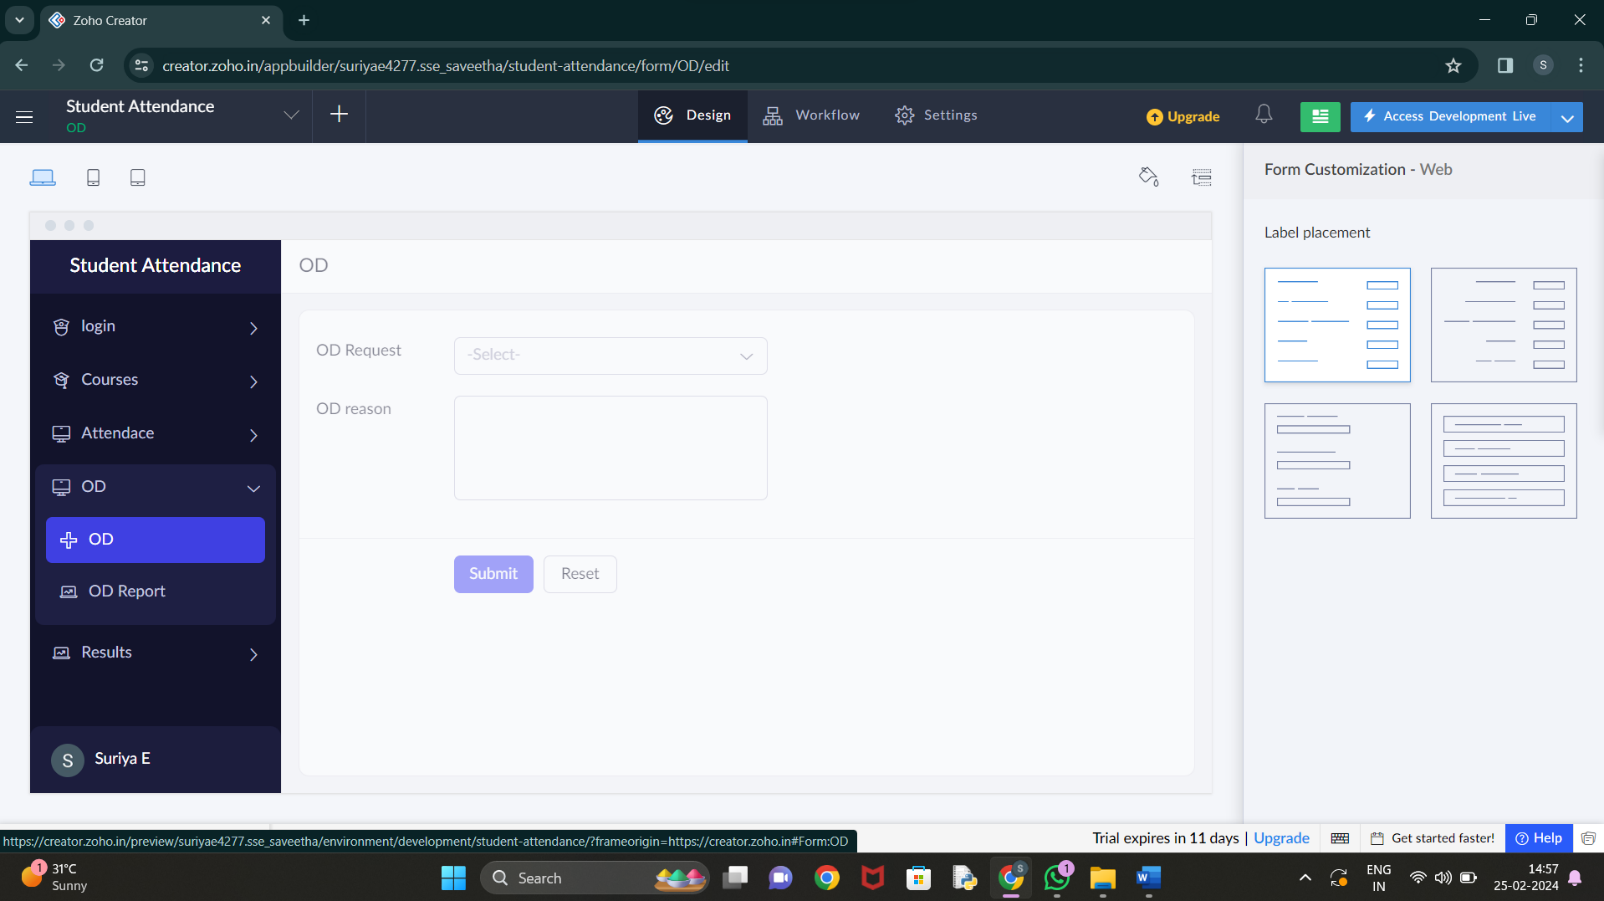 Zoho Creator
creator.zoho.in/appbuilder/suriyae4277.sse_saveetha/student-attendance/form/OD/edit
S
Student Attendance
OD
Design
Workflow
Settings
Upgrade
Access Development Live
Form Customization - Web
Label placement
Student Attendance
login
Courses
Attendace
OD
OD
OD Report
Results
S
Suriya E
OD
OD Request
-Select-
OD reason
Submit
Reset
https://creator.zoho.in/preview/suriyae4277.sse_saveetha/environment/development/student-attendance/?frameorigin=https://creator.zoho.in#Form:OD
Trial expires in 11 days | Upgrade
Get started faster!
Help
1
31°C
Sunny
Search
S
1
W
ENG
IN
14:57
25-02-2024